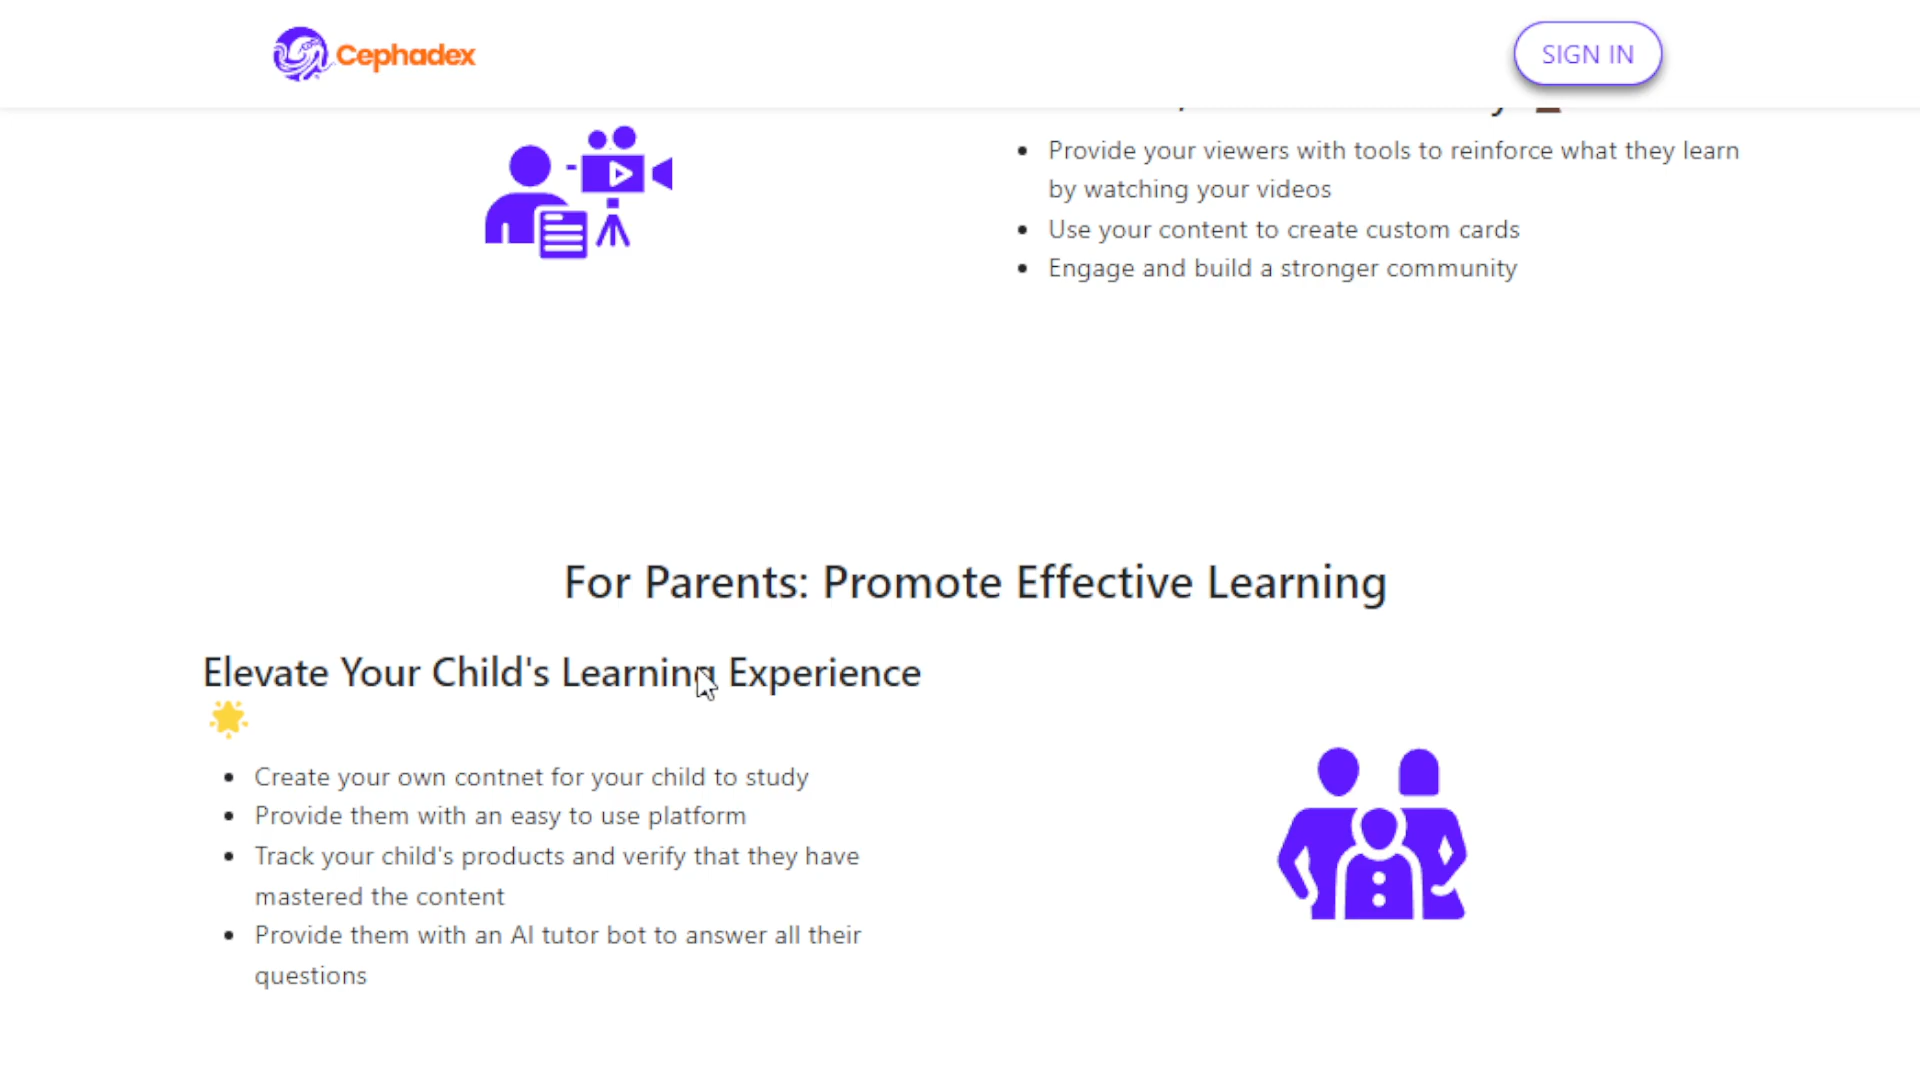 Cephadex
SIGN IN
Provide your viewers with tools to reinforce what they learn
by watching your videos
Use your content to create custom cards
Engage and build a stronger community
For Parents: Promote Effective Learning
Elevate Your Child's Learning Experience
Create your own contnet for your child to study
Provide them with an easy to use platform
Track your child's products and verify that they have
mastered the content
Provide them with an AI tutor bot to answer all their
questions